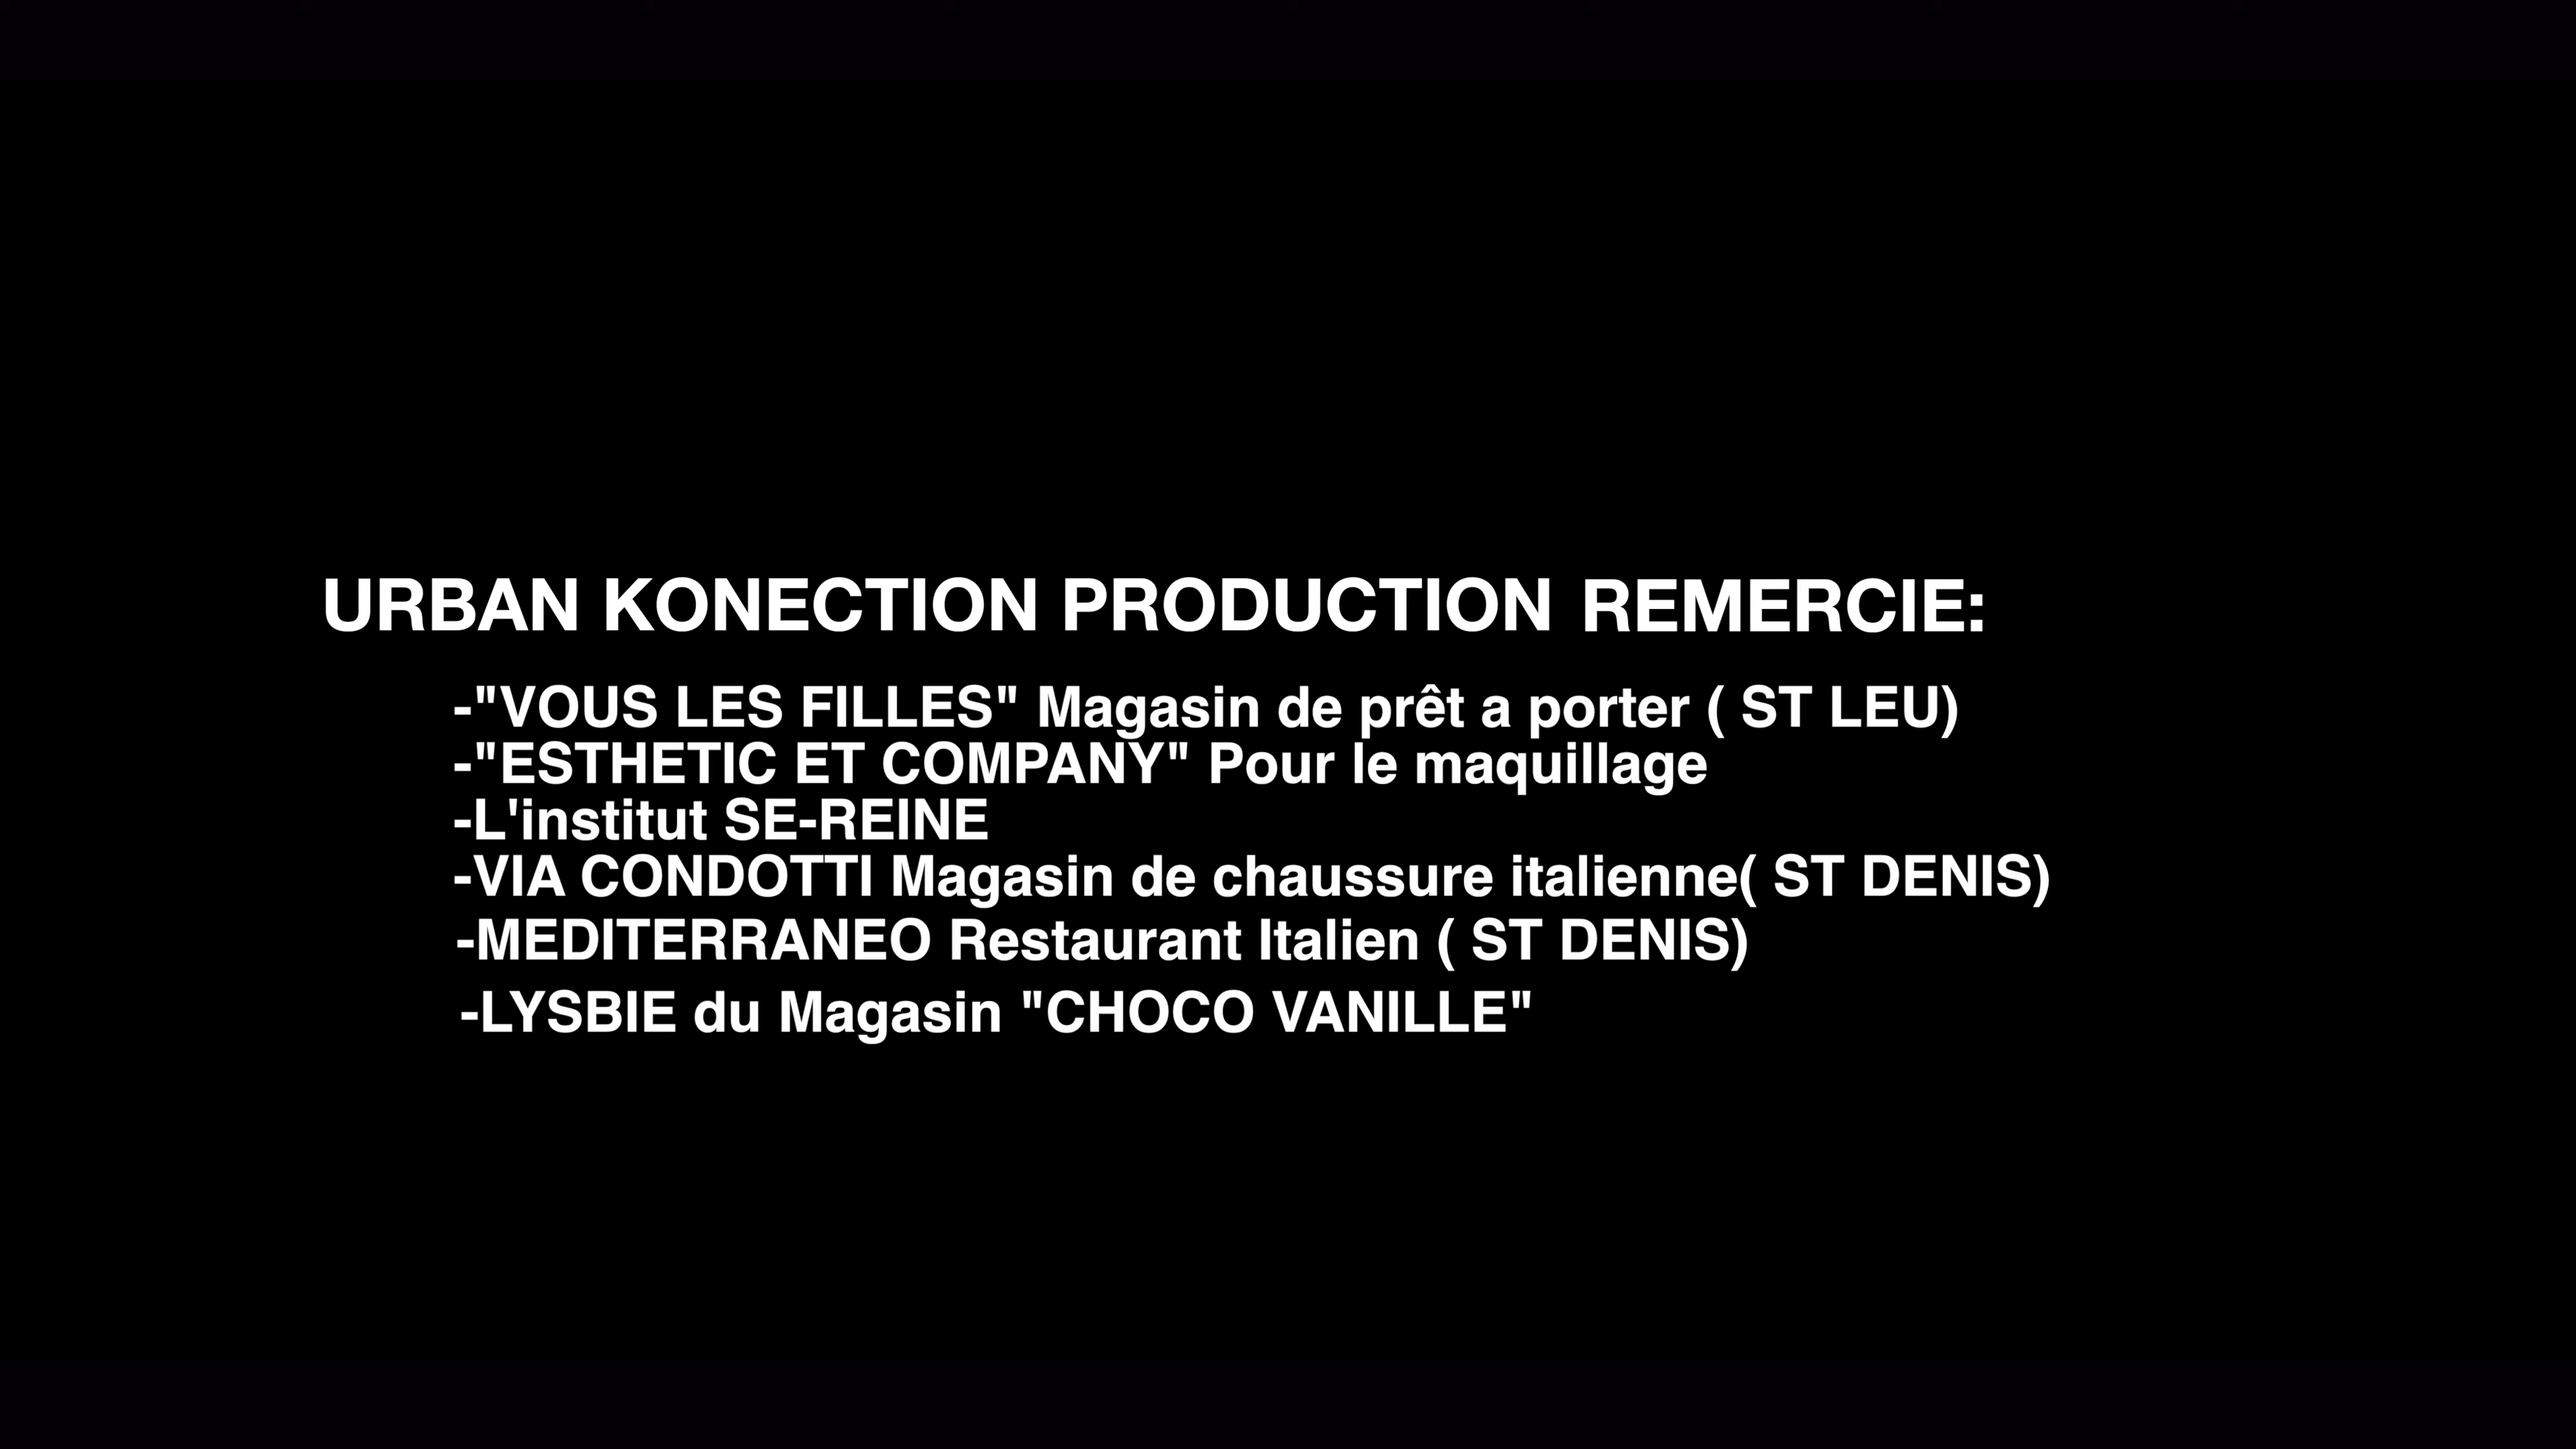 URBAN KONECTION PRODUCTION REMERCIE:
-"VOUS LES FILLES" Magasin de prêt a porter ( ST LEU)
-"ESTHETIC ET COMPANY" Pour le maquillage
-L'institut SE-REINE
-VIA CONDOTTI Magasin de chaussure italienne( ST DENIS)
-MEDITERRANEO Restaurant Italien ( ST DENIS)
-LYSBIE du Magasin "CHOCO VANILLE"